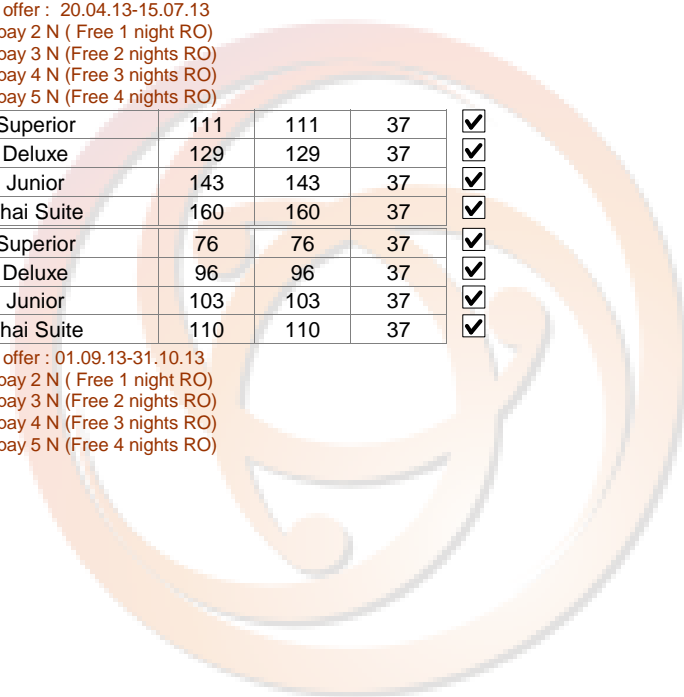 offer : 20.04.13-15.07.13
pay 2 N ( Free 1 night RO)
pay 3 N (Free 2 nights RO)
pay 4 N (Free 3 nights RO)
pay 5 N (Free 4 nights RO)
Superior 111 111 37
Deluxe 129 129 37
Junior 143 143 37
hai Suite 160 160 37
Superior 76 76 37
Deluxe 96 96 37
Junior 103 103 37
hai Suite 110 110 37
offer : 01.09.13-31.10.13
pay 2 N ( Free 1 night RO)
pay 3 N (Free 2 nights RO)
pay 4 N (Free 3 nights RO)
pay 5 N (Free 4 nights RO)